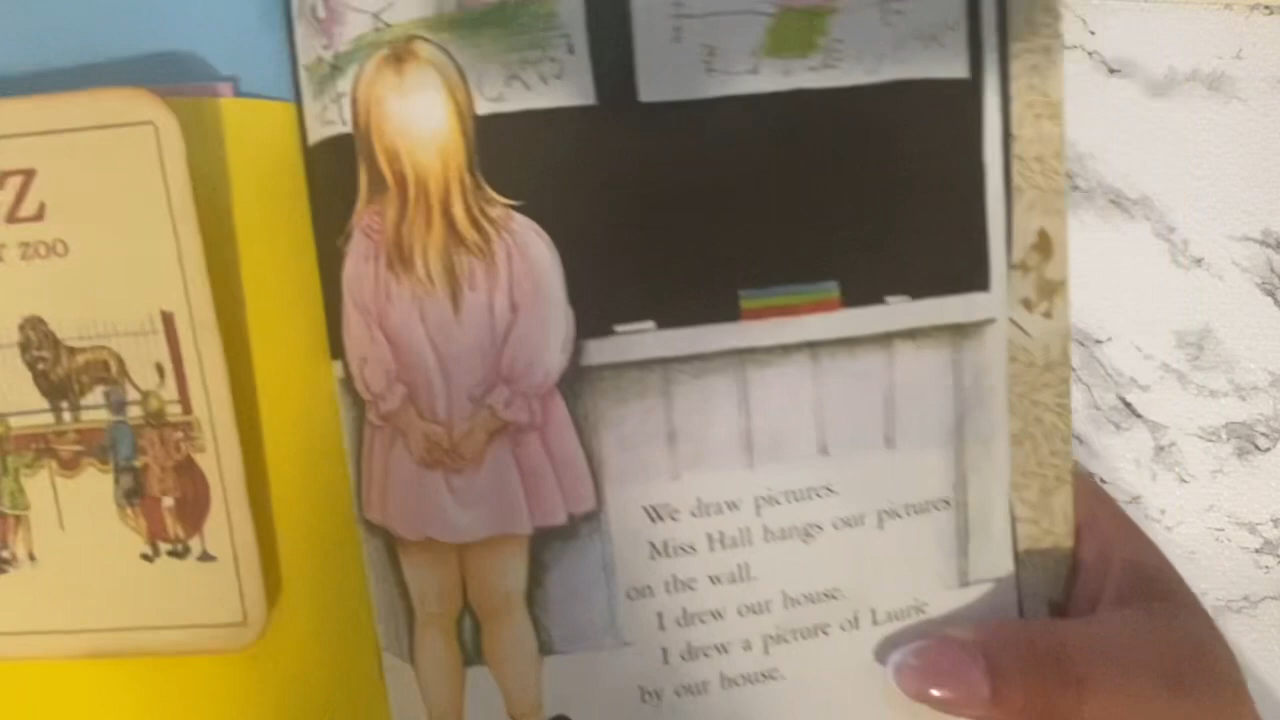 Z
T ZOO
We draw pictures.
Miss Hall hangs our pictures
on the wall.
I drew our house.
I drew a picture of Laurie
by our house.